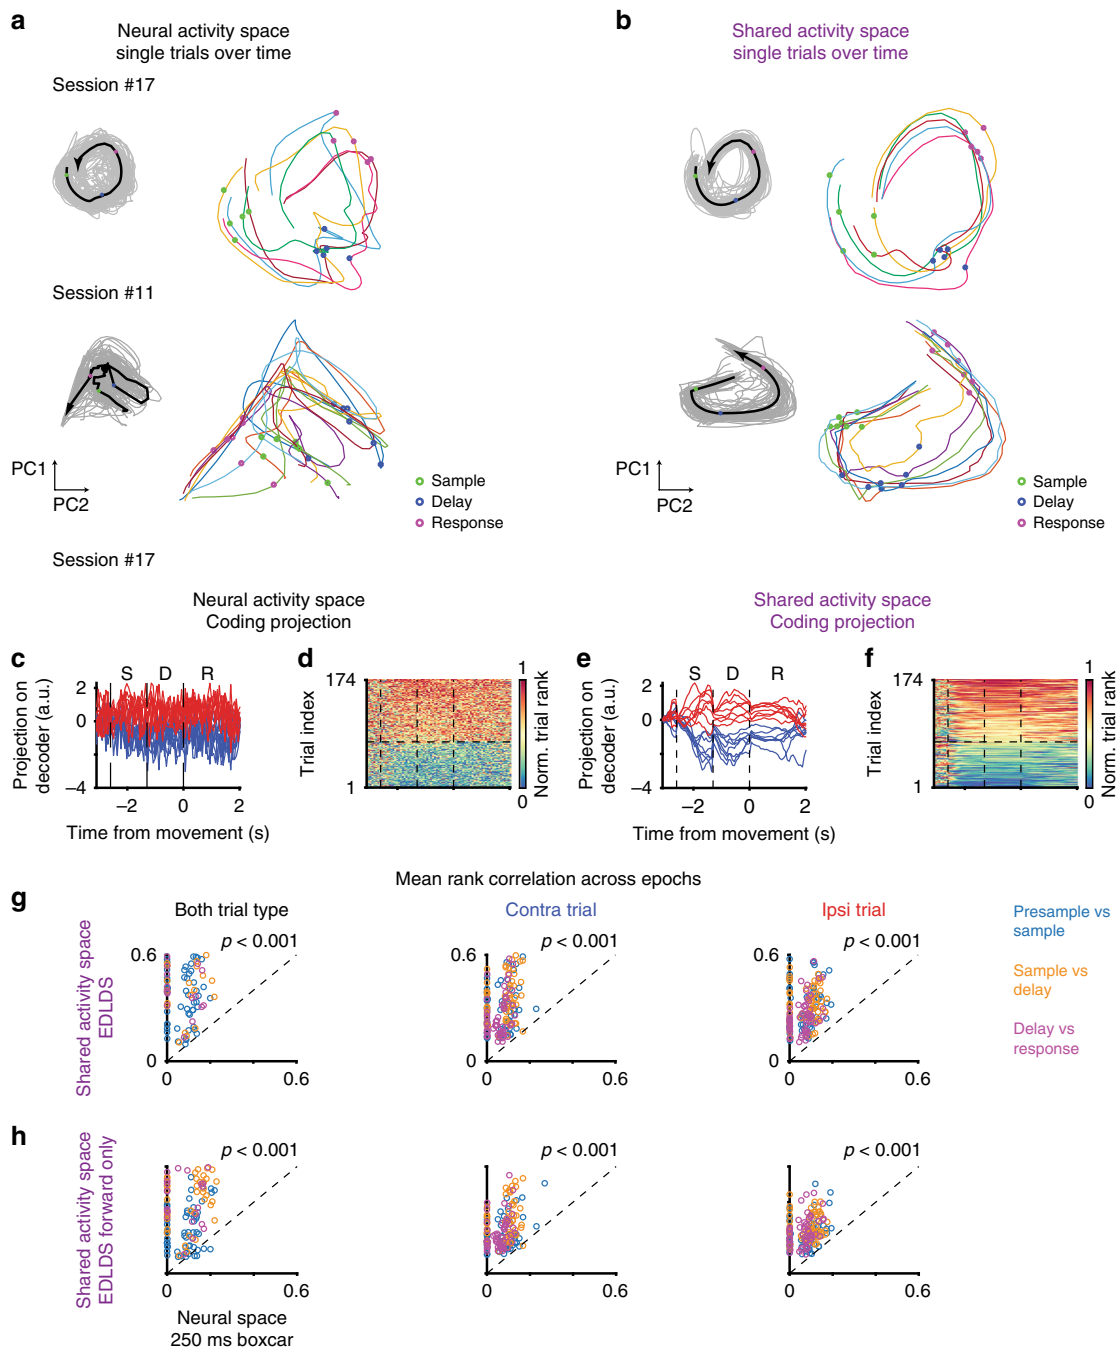 a
Neural activity space
single trials over time
b
Shared activity space
single trials over time
Session #17
Session #11
PC1
PC2
Sample
Delay
Response
PC1
PC2
Sample
Delay
Response
Session #17
Neural activity space
Coding projection
Shared activity space
Coding projection
c
Projection on
decoder (a.u.)
2
0
−4
S D R
−2 0 2
Time from movement (s)
d
Trial index
174
1
1
0
Norm. trial rank
e
Projection on
decoder (a.u.)
2
0
−4
S D R
−2 0 2
Time from movement (s)
f
Trial index
174
1
1
0
Norm. trial rank
Mean rank correlation across epochs
g
Shared activity space
EDLDS
Both trial type
p < 0.001
0.6
0
0 0.6
Contra trial
p < 0.001
0.6
0
0 0.6
Ipsi trial
p < 0.001
0.6
0
0 0.6
Presample vs
sample
Sample vs
delay
Delay vs
response
h
Shared activity space
EDLDS forward only
p < 0.001
0 0.6
p < 0.001
0 0.6
p < 0.001
0 0.6
Neural space
250 ms boxcar